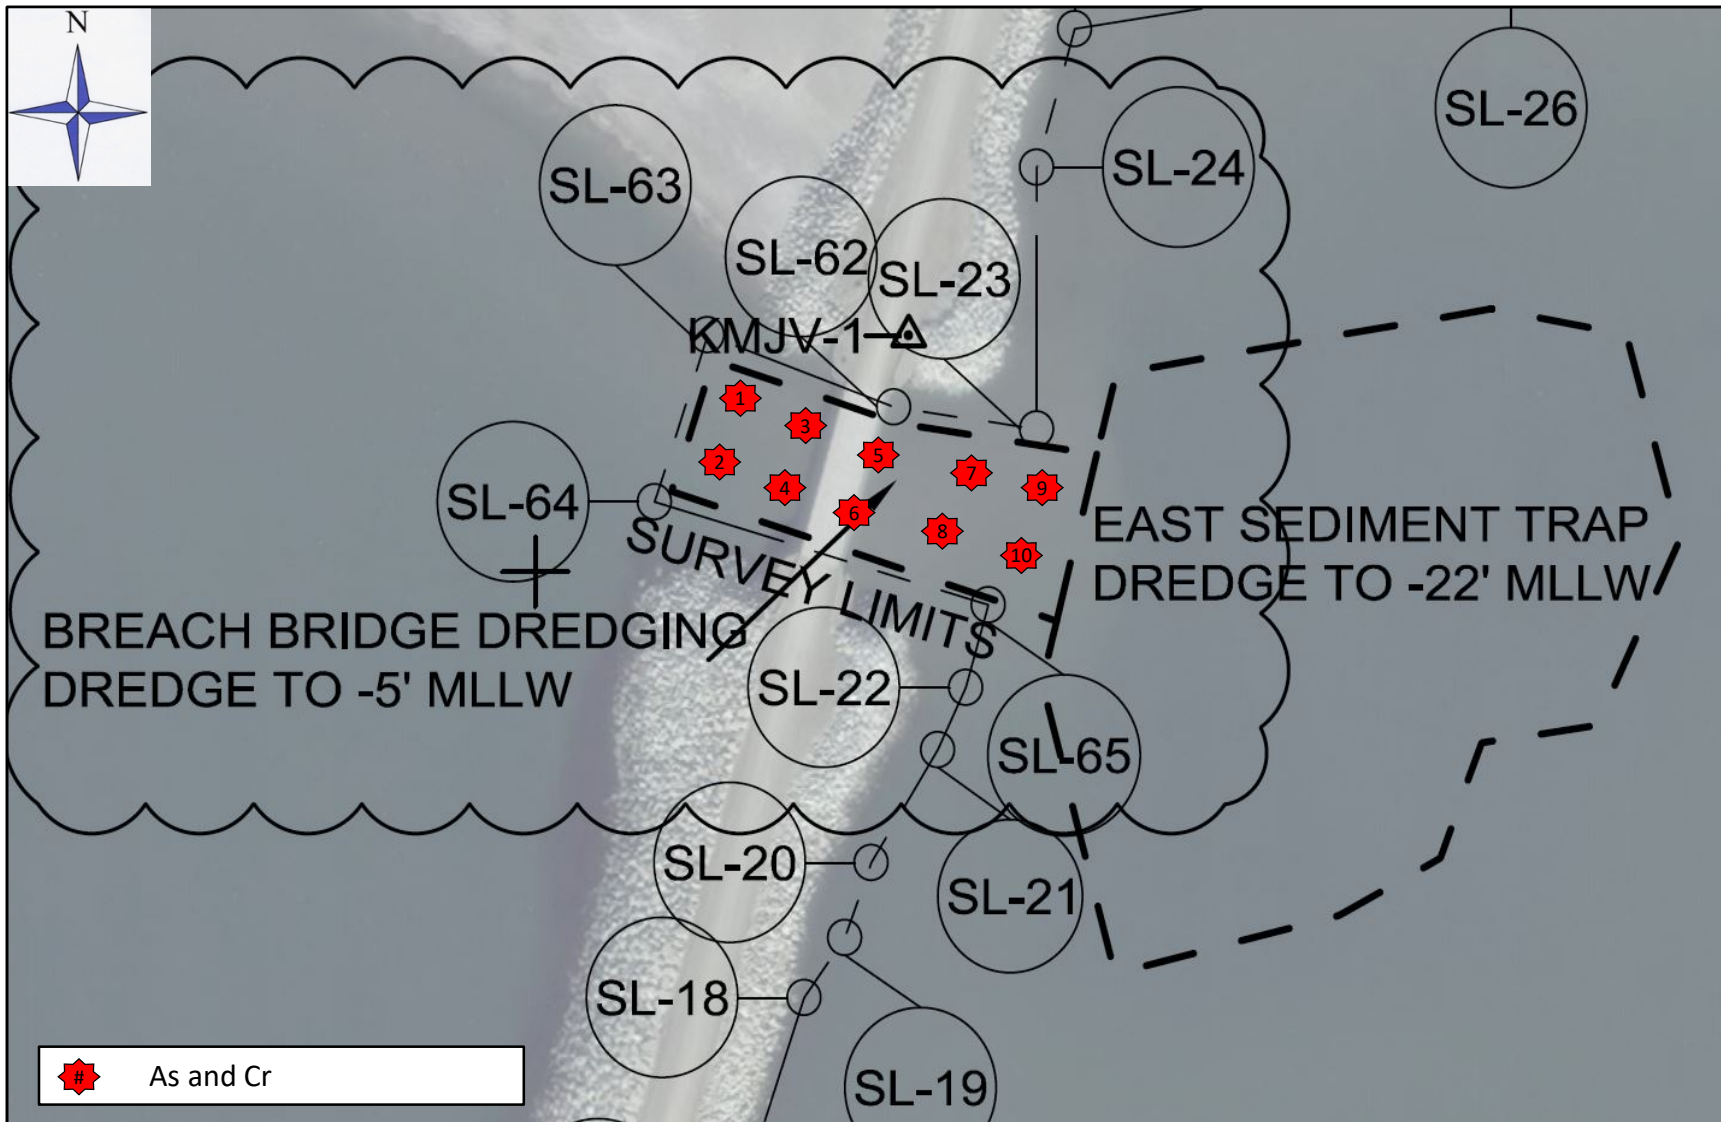 N
SL-26
SL-24
SL-63
SL-62
SL-23
KMJV-1
1
3
5
2
7
4
9
6
8
10
SL-64
SURVEY LIMITS
EAST SEDIMENT TRAP
DREDGE TO -22' MLLW
BREACH BRIDGE DREDGING
DREDGE TO -5' MLLW
SL-22
SL-65
SL-20
SL-21
SL-18
SL-19
# As and Cr